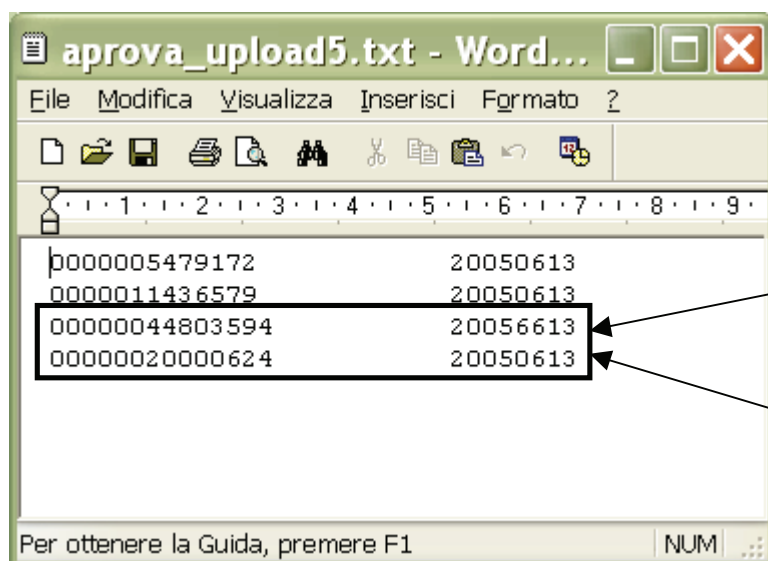 aprova_upload5.txt - Word...
File Modifica Visualizza Inserisci Formato ?
12
1 2 3 4 5 6 7 8 9
0000005479172 20050613
0000011436579 20050613
00000044803594 20056613
00000020000624 20050613
Per ottenere la Guida, premere F1 NUM